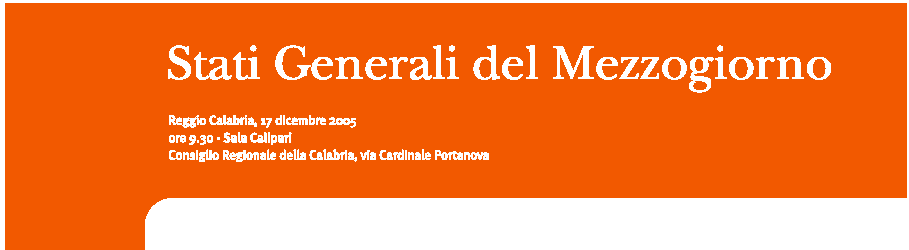 Stati Generali del Mezzogiorno
Reggio Calabria, 17 dicembre 2005
ore 9.30 - Sala Calipari
Consiglio Regionale della Calabria, via Cardinale Portanova